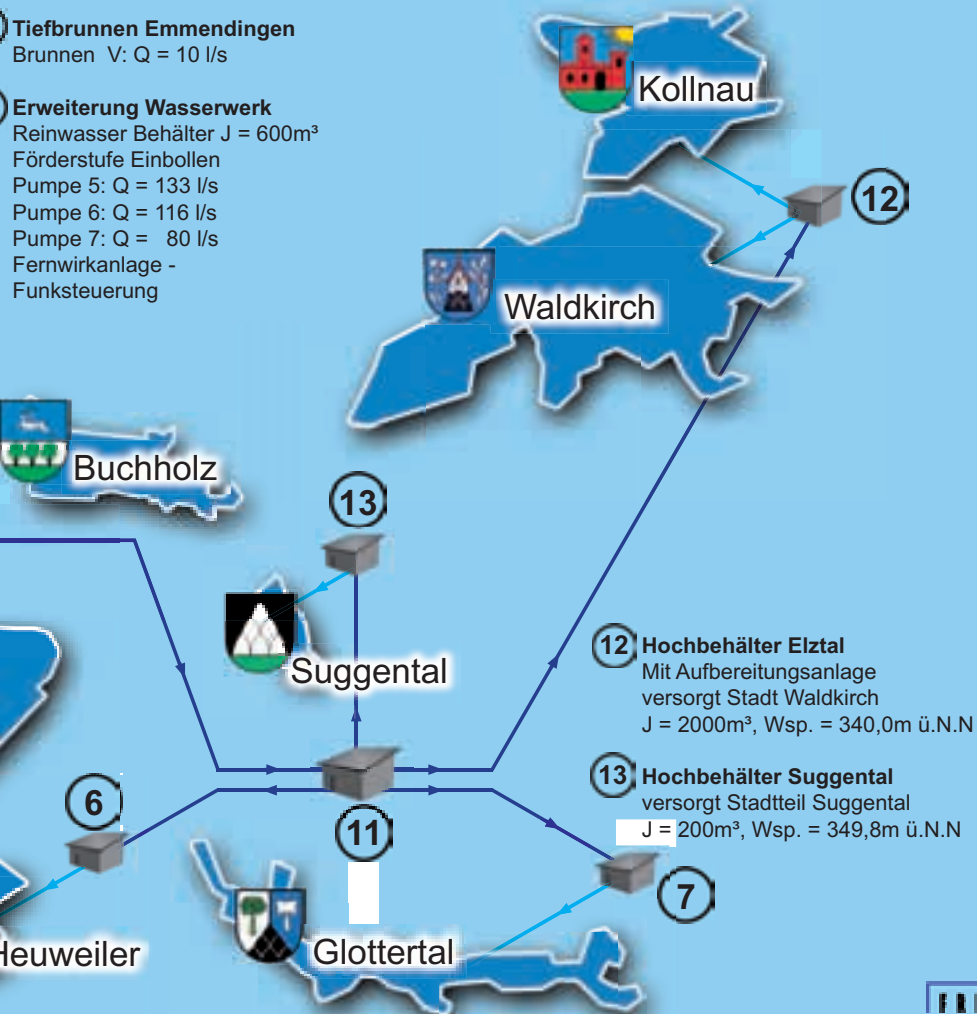 Tiefbrunnen Emmendingen
Brunnen V: Q = 10 l/s
Erweiterung Wasserwerk
Reinwasser Behälter J = 600m³
Förderstufe Einbollen
Pumpe 5: Q = 133 l/s
Pumpe 6: Q = 116 l/s
Pumpe 7: Q = 80 l/s
Fernwirkanlage -
Funksteuerung
Kollnau
12
Waldkirch
Buchholz
13
Suggental
12 Hochbehälter Elztal
Mit Aufbereitungsanlage
versorgt Stadt Waldkirch
J = 2000m³, Wsp. = 340,0m ü.N.N
13 Hochbehälter Suggental
versorgt Stadtteil Suggental
J = 200m³, Wsp. = 349,8m ü.N.N
6
11
7
Heuweiler
Glottertal